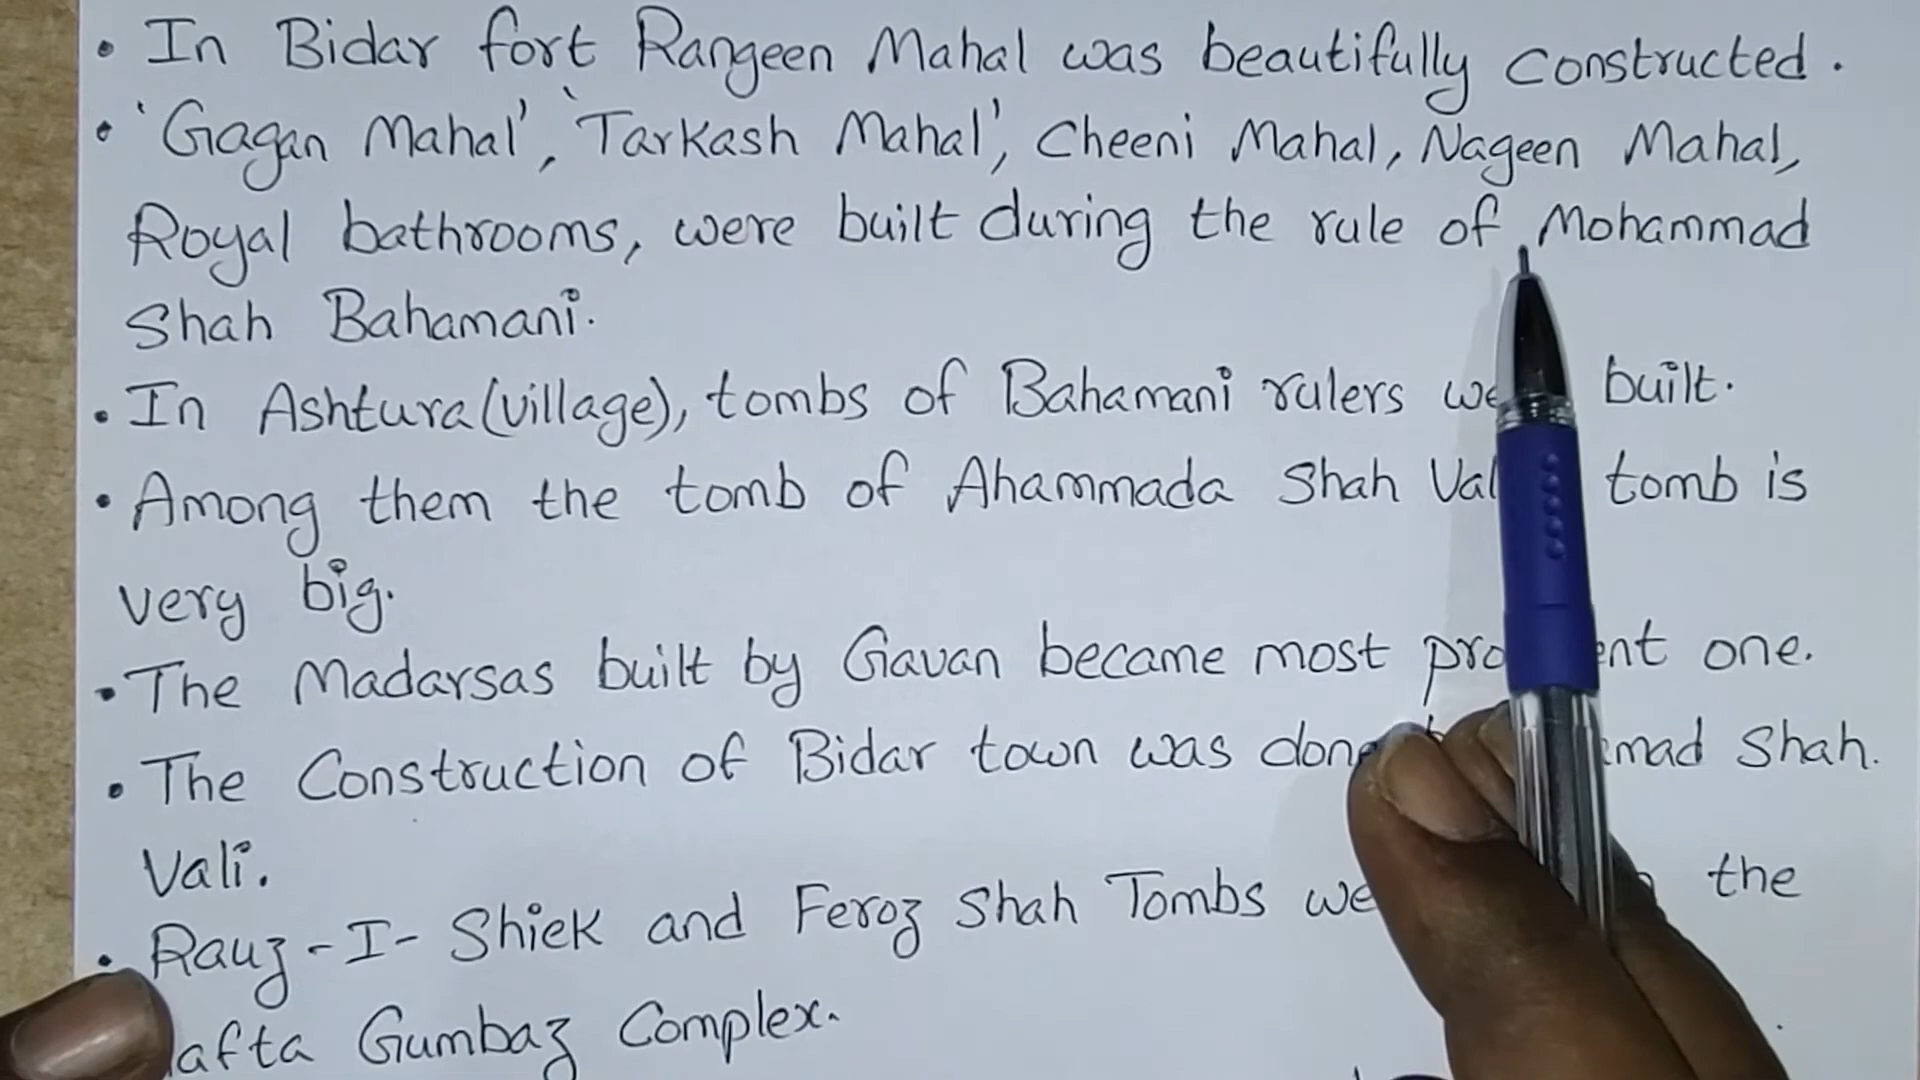 • In Bidar fort Rangeen Mahal was beautifully constructed.
• 'Gagan Mahal', 'Tarkash Mahal', Cheeni Mahal, Nageen Mahal,
Royal bathrooms, were built during the rule of Mohammad
Shah Bahamani.
• In Ashtura (village), tombs of Bahamani rulers built.
• Among them the tomb of Ahammada Shah tomb is
very big.
• The Madarsas built by Gavan became most one.
• The Construction of Bidar town was done Shah.
Vali.
• Rauz-I-Shiek and Feroz Shah Tombs the
Gumbaz Complex.